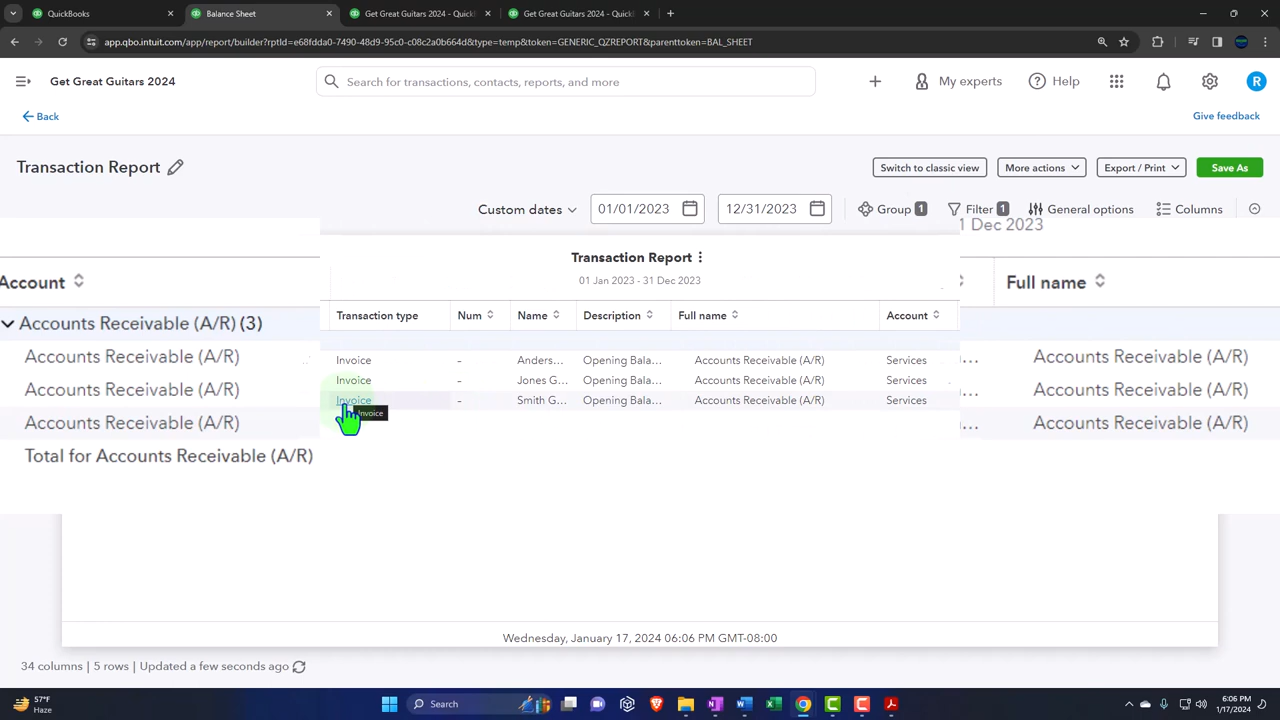 QuickBooks
Balance Sheet
Get Great Guitars 2024 - QuickB
Get Great Guitars 2024 - QuickB
app.qbo.intuit.com/app/report/builder?rptId=e68fdda0-7490-48d9-95c0-c08c2a0b664d&type=temp&token=GENERIC_QZREPORT&parenttoken=BAL_SHEET
Get Great Guitars 2024
Search for transactions, contacts, reports, and more
My experts
Help
R
Back
Give feedback
Transaction Report
Switch to classic view
More actions
Export / Print
Save As
Custom dates
01/01/2023
12/31/2023
Group 1
Filter 1
General options
Columns
1 Dec 2023
Transaction Report
01 Jan 2023 - 31 Dec 2023
Account
Transaction type
Num
Name
Description
Full name
Account
Full name
Accounts Receivable (A/R) (3)
Accounts Receivable (A/R)
Invoice – Anders... Opening Bala... Accounts Receivable (A/R) Services
Accounts Receivable (A/R)
Accounts Receivable (A/R)
Invoice – Jones G... Opening Bala... Accounts Receivable (A/R) Services
Accounts Receivable (A/R)
Invoice – Smith G... Opening Bala... Accounts Receivable (A/R) Services
Accounts Receivable (A/R)
Invoice
Accounts Receivable (A/R)
Accounts Receivable (A/R)
Total for Accounts Receivable (A/R)
Wednesday, January 17, 2024 06:06 PM GMT-08:00
34 columns | 5 rows | Updated a few seconds ago
57°F
Haze
Search
6:06 PM
1/17/2024